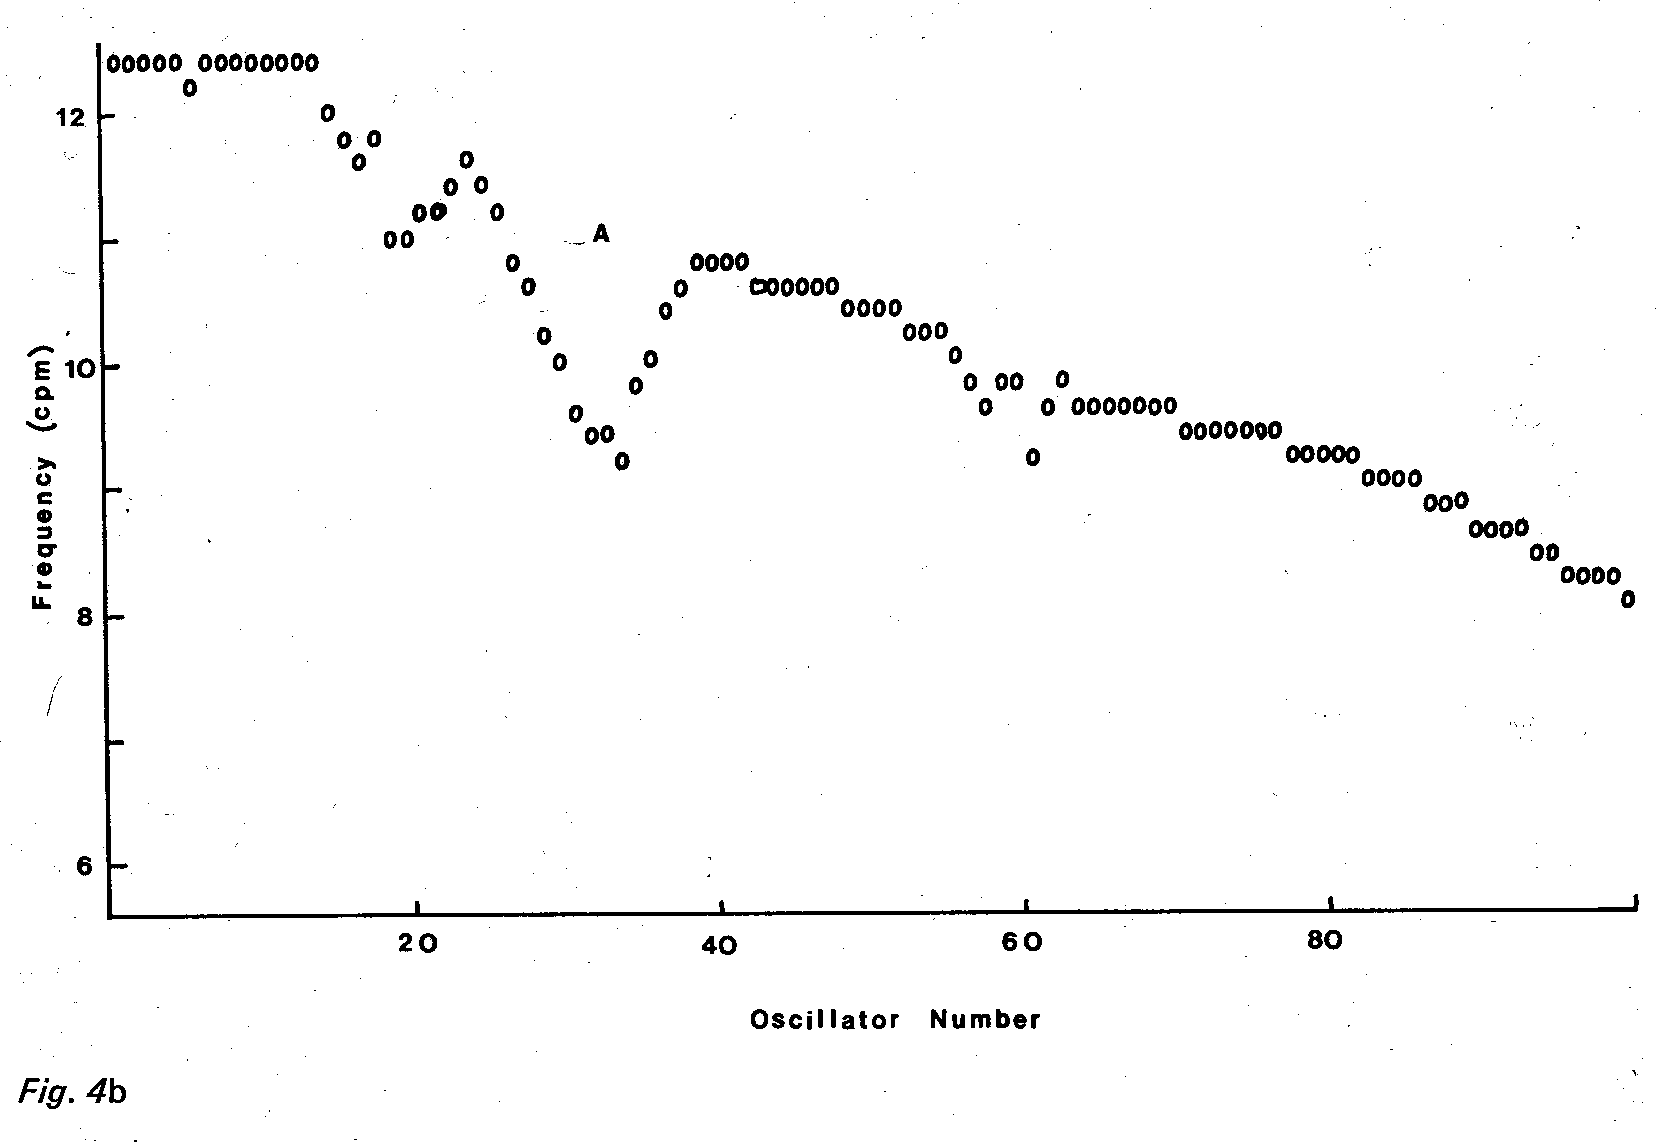 12
A
10
Frequency (cpm)
8
6
20 40 60 80
Oscillator Number
Fig. 4b